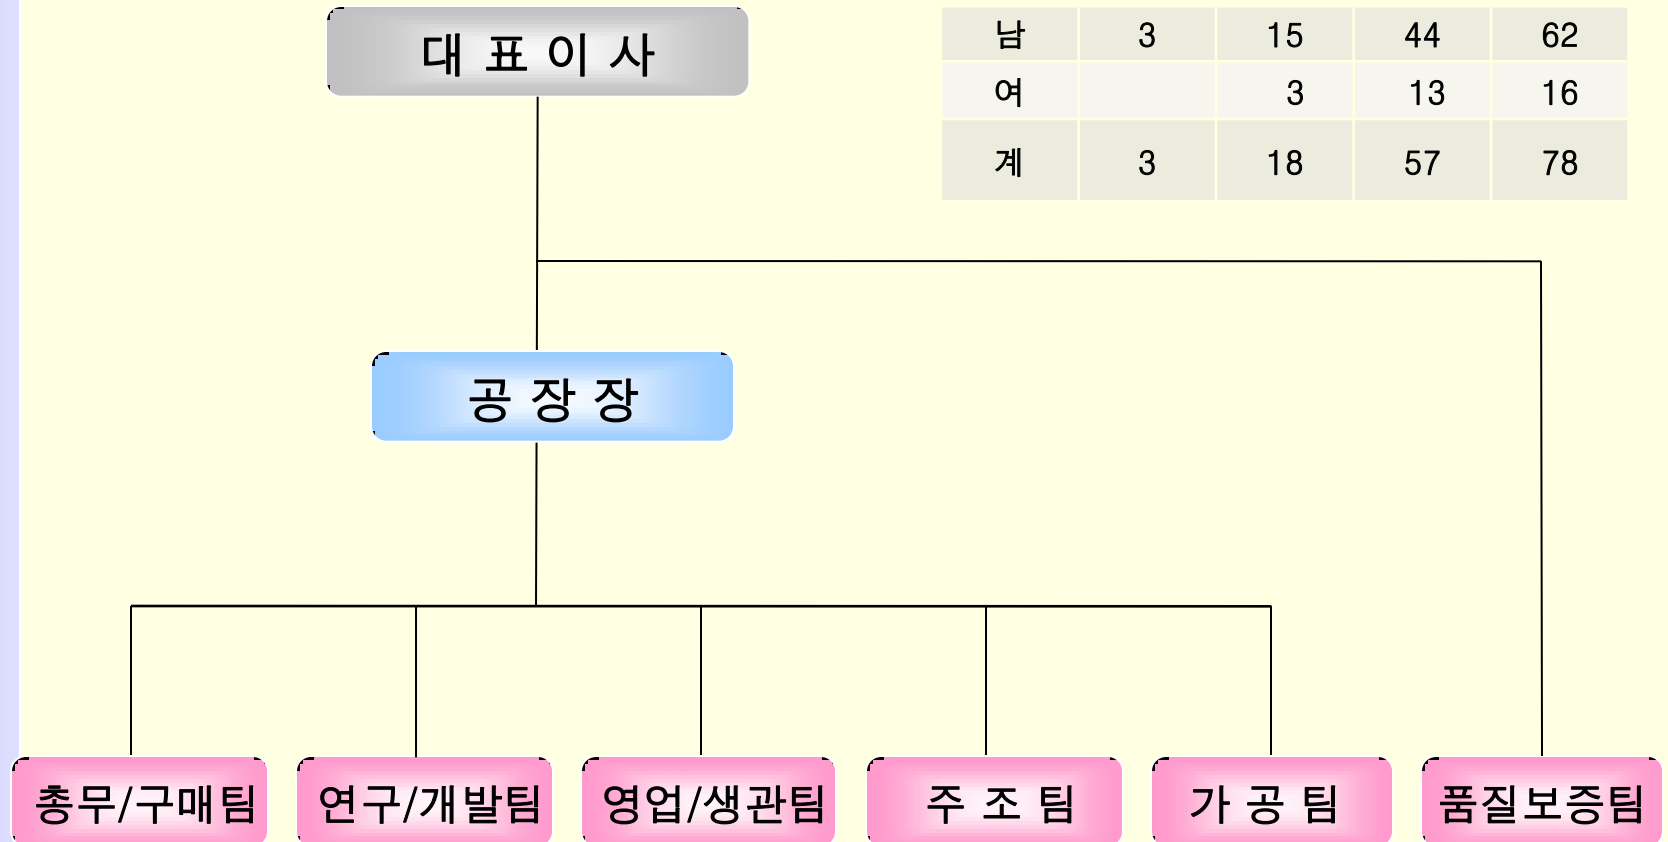 대 표 이 사
남 3 15 44 62
여 3 13 16
계 3 18 57 78
공 장 장
총무/구매팀 연구/개발팀 영업/생관팀 주 조 팀 가 공 팀 품질보증팀